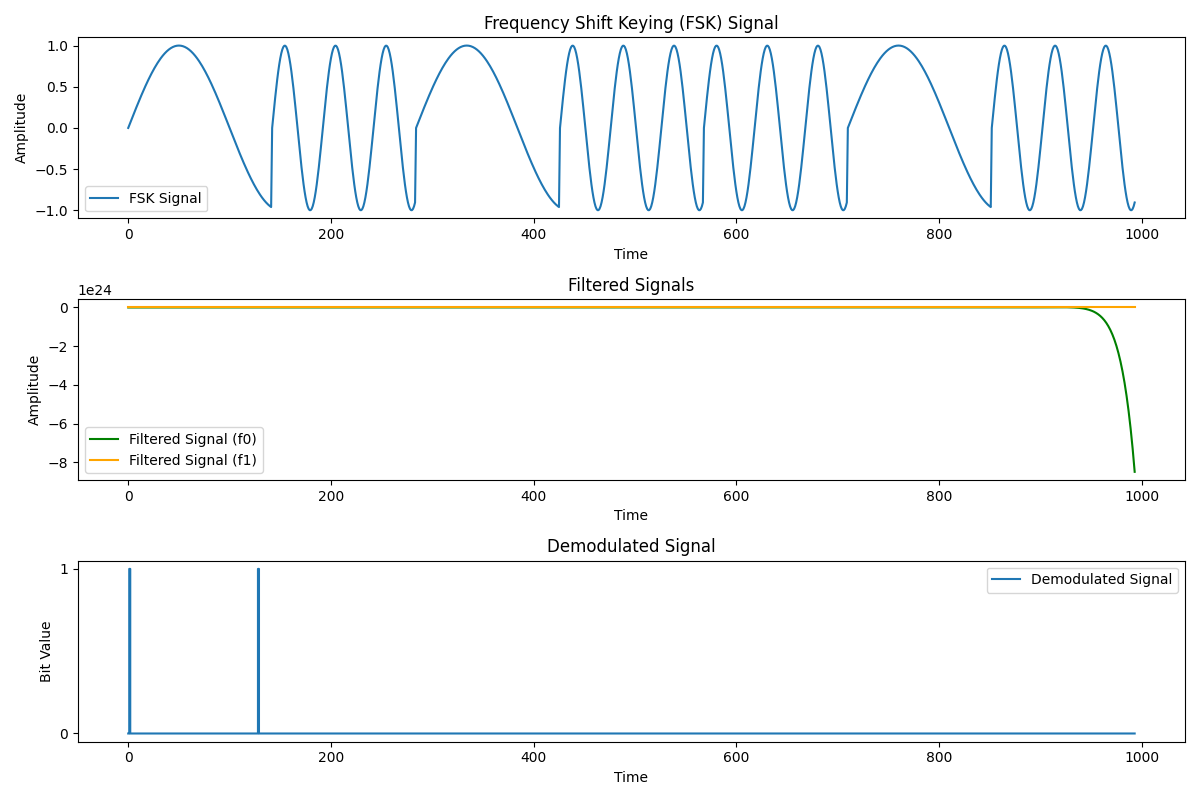 Frequency Shift Keying (FSK) Signal
1.0
0.5
0.0
−0.5
−1.0
Amplitude
FSK Signal
0 200 400 600 800 1000
Time
Filtered Signals
1e24
0
−2
−4
−6
−8
Amplitude
Filtered Signal (f0)
Filtered Signal (f1)
0 200 400 600 800 1000
Time
Demodulated Signal
1
0
Bit Value
Demodulated Signal
0 200 400 600 800 1000
Time